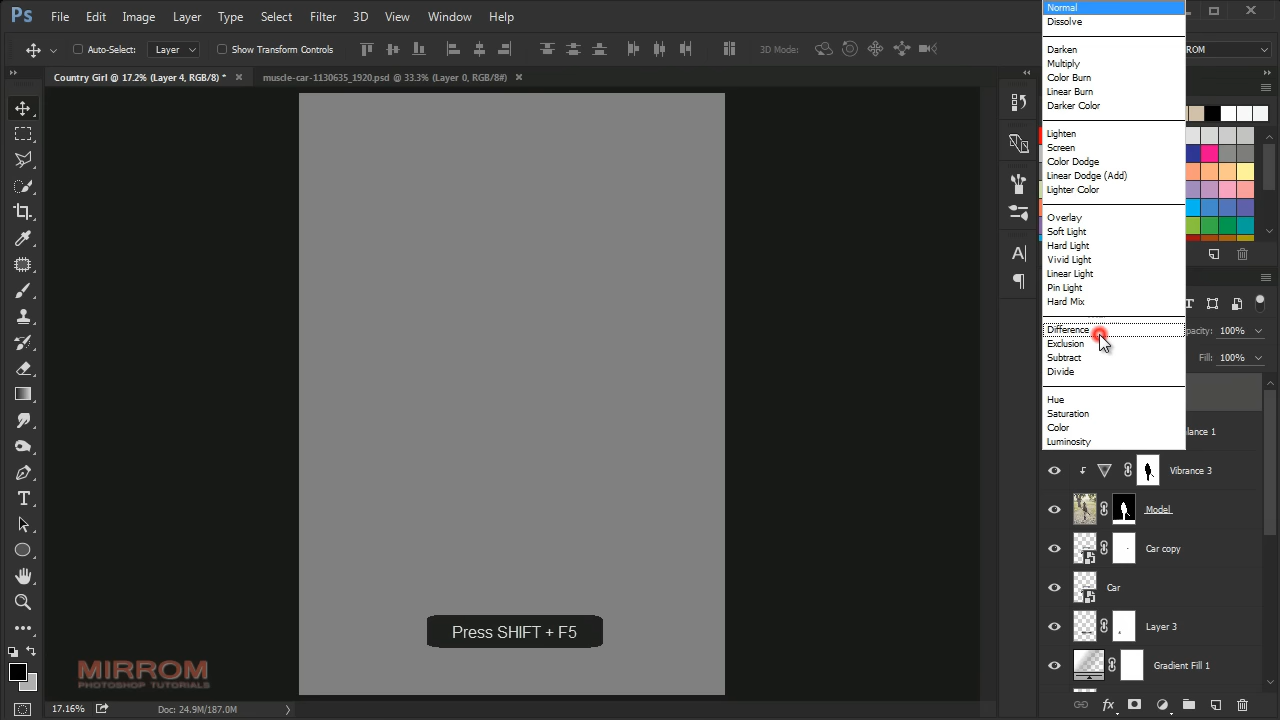 Ps File Edit Image Layer Type Select Filter 3D View Window Help
Normal
Dissolve
Darken
Multiply
Color Burn
Linear Burn
Darker Color
Lighten
Screen
Color Dodge
Linear Dodge (Add)
Lighter Color
Overlay
Soft Light
Hard Light
Vivid Light
Linear Light
Pin Light
Hard Mix
Difference
Exclusion
Subtract
Divide
Hue
Saturation
Color
Luminosity
Auto-Select: Layer Show Transform Controls 3D Mode:
Country Girl @ 17.2% (Layer 4, RGB/8) * muscle-car-1130635_1920.psd @ 33.3% (Layer 0, RGB/8#)
100%
Fill: 100%
Vibrance 3
Model
Car copy
Car
Layer 3
Gradient Fill 1
Press SHIFT + F5
MIRROM
PHOTOSHOP TUTORIALS
17.16% Doc: 24.9M/187.0M